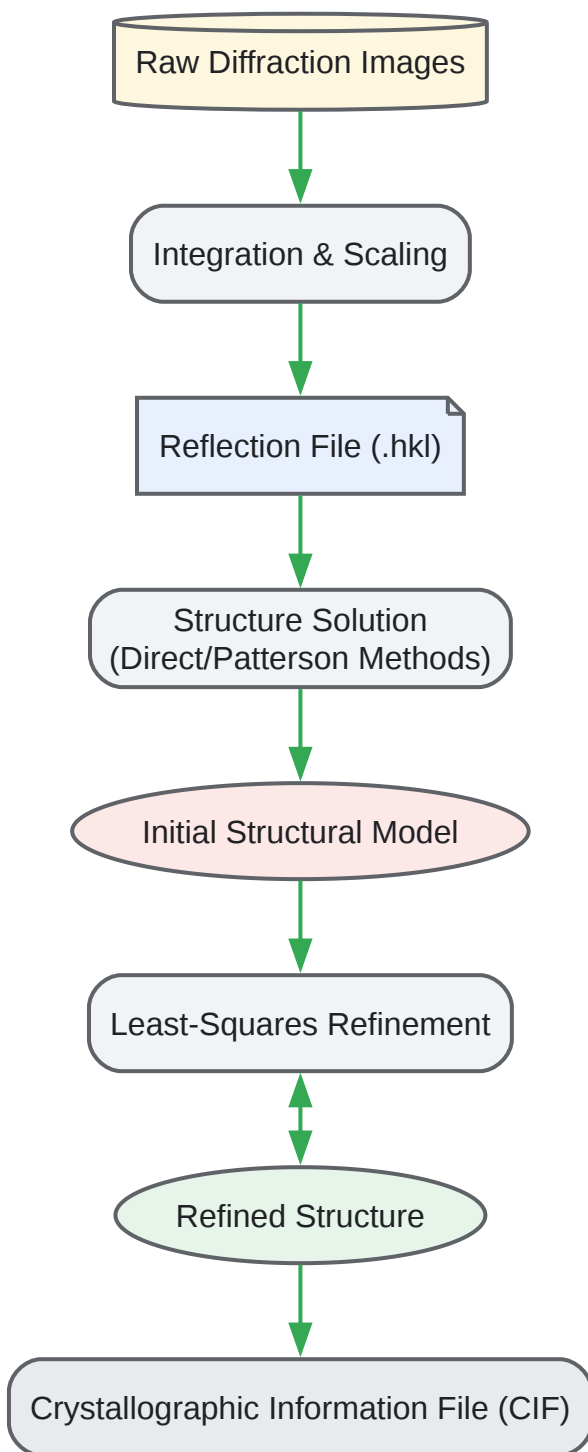 Raw Diffraction Images
Integration & Scaling
Reflection File (.hkl)
Structure Solution
(Direct/Patterson Methods)
Initial Structural Model
Least-Squares Refinement
Refined Structure
Crystallographic Information File (CIF)